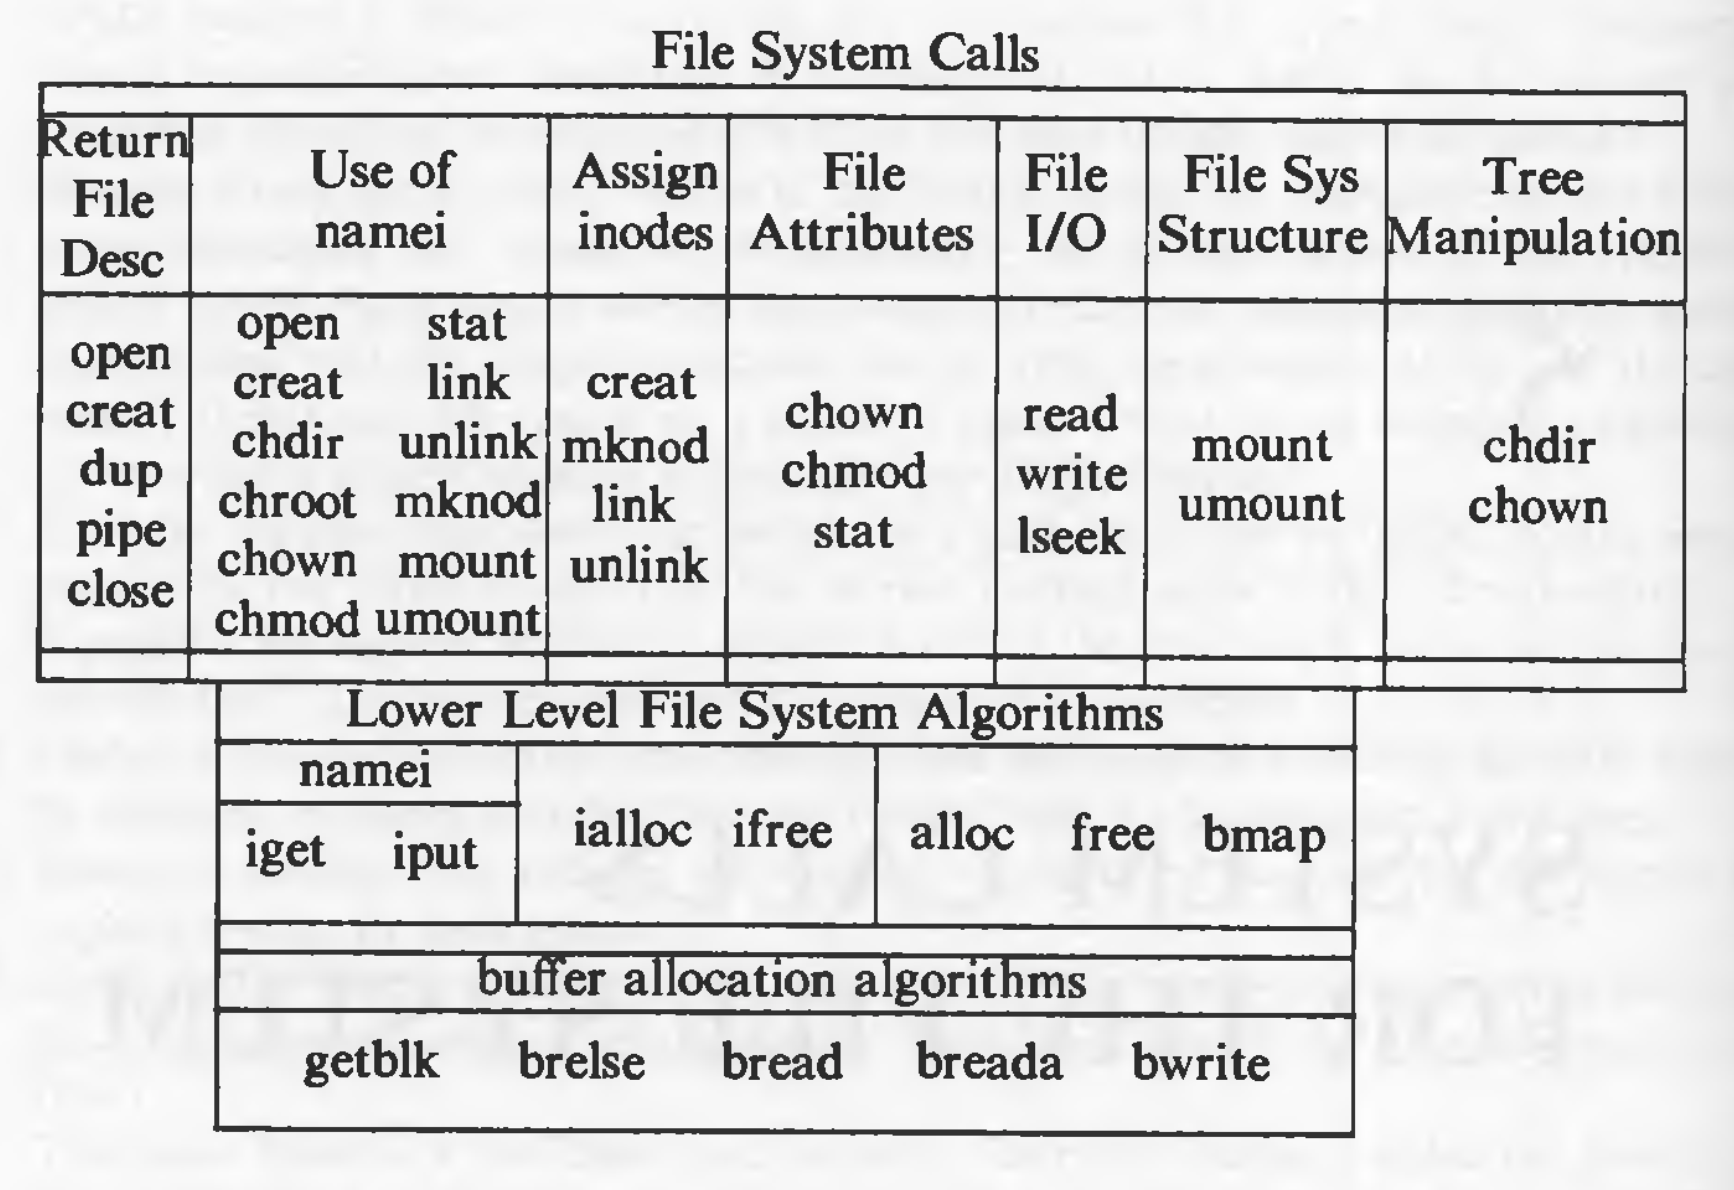 File System Calls
Return
File
Desc
Use of
namei
Assign
inodes
File
Attributes
File
I/O
File Sys
Structure
Tree
Manipulation
open
creat
dup
pipe
close
open stat
creat link
chdir unlink
chroot mknod
chown mount
chmod umount
creat
mknod
link
unlink
chown
chmod
stat
read
write
lseek
mount
umount
chdir
chown
Lower Level File System Algorithms
namei
iget iput
ialloc ifree
alloc free bmap
buffer allocation algorithms
getblk brelse bread breada bwrite